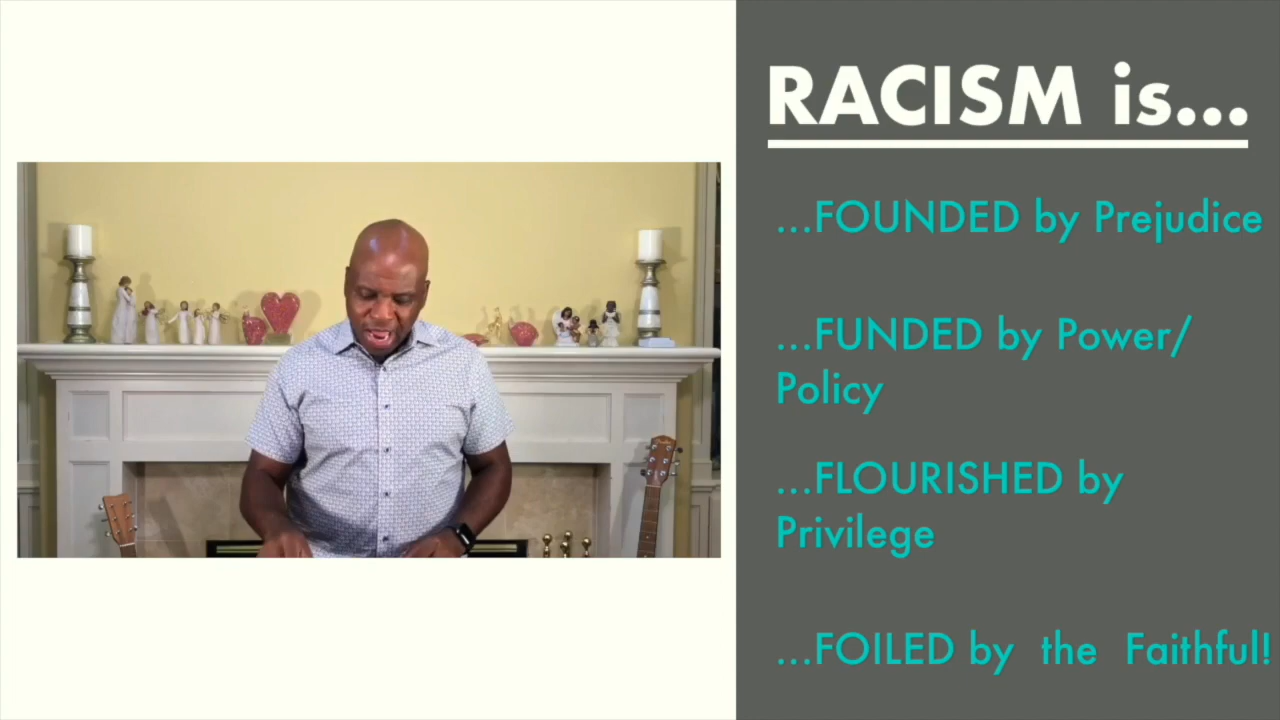 RACISM is...
...FOUNDED by Prejudice
...FUNDED by Power/
Policy
...FLOURISHED by
Privilege
...FOILED by the Faithful!